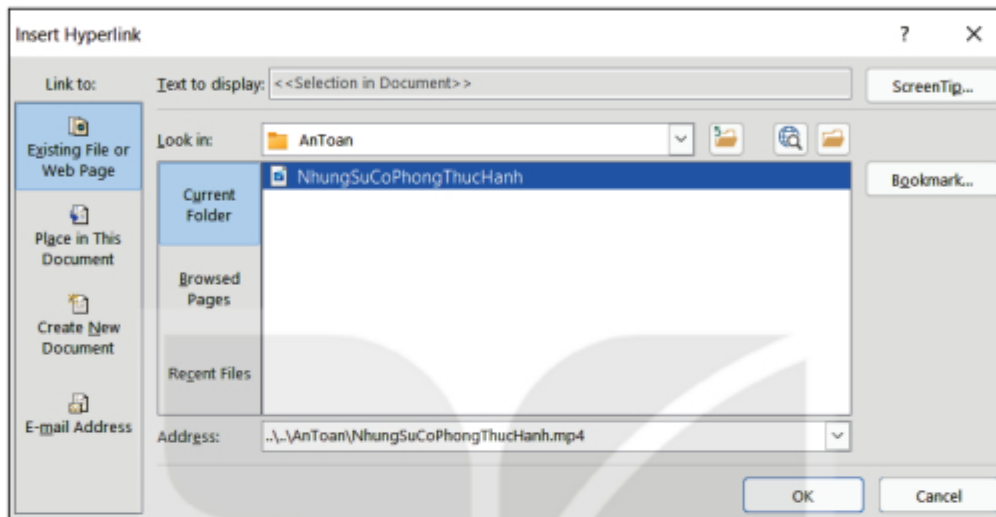 Insert Hyperlink ? ×
Link to:
Text to display: <<Selection in Document>>
ScreenTip...
Existing File or
Web Page
Place in This
Document
Create New
Document
E-mail Address
Look in: AnToan
Current
Folder
Browsed
Pages
Recent Files
NhungSuCoPhongThucHanh
Bookmark...
Address: ..\..\AnToan\NhungSuCoPhongThucHanh.mp4
OK Cancel